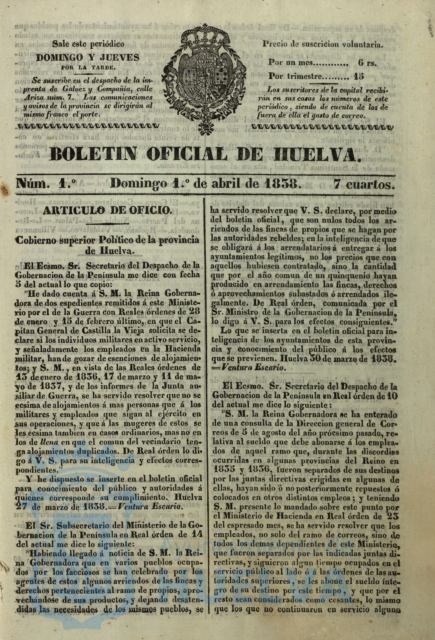 Sale este periódico
DOMINGO Y JUEVES
POR LA TARDE.
Se suscribe en el despacho de la im-
prenta de Galvez y Compañia, calle
Arisa núm. 7. Las comunicaciones
y avisos de la provincia se dirigirán al
mismo franco el porte.
Precio de suscricion voluntaria.
Por un mes............ 6 rs.
Por trimestre......... 15
Los suscritores de la capital recibi-
rán en sus casas los números de este
periódico, siendo de cuenta de los de
fuera de ella el gasto de correo.
BOLETIN OFICIAL DE HUELVA.
Núm. 1.º Domingo 1.º de abril de 1838. 7 cuartos.
ARTICULO DE OFICIO.
Gobierno superior Político de la provincia
de Huelva.
El Ecsmo. Sr. Secretario del Despacho de la
Gobernacion de la Península me dice con fecha
5 del actual lo que copio:
"He dado cuenta á S. M. la Reina Goberna-
dora de dos espedientes remitidos á este Ministe-
rio por el de la Guerra con Reales órdenes de 28
de enero y 15 de febrero último, en que el Ca-
pitan General de Castilla la Vieja solicita se de-
clare si los individuos militares en activo servicio,
y señaladamente los empleados en la Hacienda
militar, han de gozar de esenciones de alojamien-
tos; y S. M., en vista de las Reales órdenes de
15 de enero de 1836, 17 de marzo y 11 de ma-
yo de 1837, y de los informes de la Junta au-
xiliar de Guerra, se ha servido resolver que no se
ecsima de alojamientos á mas personas que á los
militares y empleados que sigan al ejército en
sus operaciones, y que á las mugeres de estos se
les ecsima tambien en casos ordinarios, mas no en
los de llena en que el comun del vecindario ten-
ga alojamientos duplicados. De Real órden lo di-
go á V. S. para su inteligencia y efectos corres-
pondientes."
Y he dispuesto se inserte en el boletin oficial
para conocimiento del público y autoridades á
quienes corresponde su cumplimiento. Huelva
27 de marzo de 1838.—Ventura Escario.
El Sr. Subsecretario del Ministerio de la Go-
bernacion de la Península en Real órden de 14
del actual me dice lo siguiente:
"Habiendo llegado á noticia de S. M. la Rei-
na Gobernadora que en varios pueblos ocupa-
dos por los facciosos se han celebrado por los
agentes de estos algunos arriendos de las fincas y
derechos pertenecientes al ramo de propios, apro-
vechándose de sus productos, y dejando desaten-
didas las necesidades de los mismos pueblos, se
ha servido resolver que V. S. declare, por medio
del boletin oficial, que son nulas todos los ar-
riendos de las fincas de propios que se hagan por
las autoridades rebeldes; en la inteligencia de que
se obligará á los arrendatarios á entregar á los
ayuntamientos legítimos, no los precios que con
aquellos hubiesen contratado, sino la cantidad
que por el año comun de un quinquenio hayan
producido en arrendamiento las fincas, derechos
ó aprovechamientos subastados ó arrendados ile-
galmente. De Real órden, comunicada por el
Sr. Ministro de la Gobernacion de la Península,
lo digo á V. S. para los efectos consiguientes."
Lo que se inserta en el boletin oficial para in-
teligencia de los ayuntamientos de esta provin-
cia y conocimiento del público á los efectos
que se previenen. Huelva 30 de marzo de 1838.
=Ventura Escario.
El Ecsmo. Sr. Secretario del Despacho de la
Gobernacion de la Península en Real órden de 10
del actual me dice lo siguiente:
"S. M. la Reina Gobernadora se ha enterado
de una consulta de la Direccion general de Cor-
reos de 5 de agosto del año prócsimo pasado, re-
lativa al sueldo que debe abonarse á los emplea-
dos de aquel ramo que, durante las discordias
ocurridas en algunas provincias del Reino en
1835 y 1836, fueron separados de sus destinos
por las juntas directivas erigidas en algunas de
ellas, hayan sido ó no posteriormente repuestos ó
colocados en otros distintos empleos; y teniendo
S. M. presente lo mandado sobre este punto por
el Ministerio de Hacienda en Real órden de 25
del espresado mes, se ha servido resolver que los
empleados, no solo del ramo de correos, sino de
todos los demas dependientes de este Ministerio,
que fueron separados por las indicadas juntas di-
rectivas, y siguieron algun tiempo ocupados en el
servicio público al lado ó á las órdenes de las au-
toridades superiores, se les abone el sueldo ínte-
gro de su destino por este tiempo, y que por el
resto sean considerados como cesantes, lo mismo
que los que no continuaron en servicio alguno